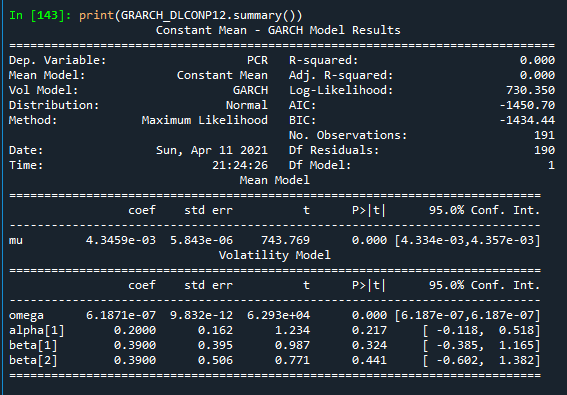 In [143]: print(GRARCH_DLCONP12.summary())
Constant Mean - GARCH Model Results
==============================================================================
Dep. Variable: PCR R-squared: 0.000
Mean Model: Constant Mean Adj. R-squared: 0.000
Vol Model: GARCH Log-Likelihood: 730.350
Distribution: Normal AIC: -1450.70
Method: Maximum Likelihood BIC: -1434.44
No. Observations: 191
Date: Sun, Apr 11 2021 Df Residuals: 190
Time: 21:24:26 Df Model: 1
Mean Model
============================================================================
coef std err t P>|t| 95.0% Conf. Int.
----------------------------------------------------------------------------
mu 4.3459e-03 5.843e-06 743.769 0.000 [4.334e-03,4.357e-03]
Volatility Model
============================================================================
coef std err t P>|t| 95.0% Conf. Int.
----------------------------------------------------------------------------
omega 6.1871e-07 9.832e-12 6.293e+04 0.000 [6.187e-07,6.187e-07]
alpha[1] 0.2000 0.162 1.234 0.217 [ -0.118, 0.518]
beta[1] 0.3900 0.395 0.987 0.324 [ -0.385, 1.165]
beta[2] 0.3900 0.506 0.771 0.441 [ -0.602, 1.382]
============================================================================